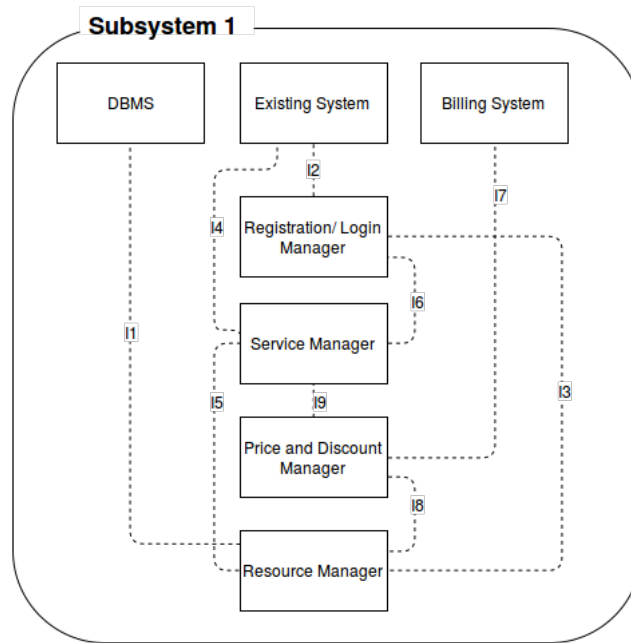 Subsystem 1
DBMS
Existing System
Billing System
I2
I7
Registration/ Login
Manager
I4
I6
I1
Service Manager
I3
I5
I9
Price and Discount
Manager
I8
Resource Manager